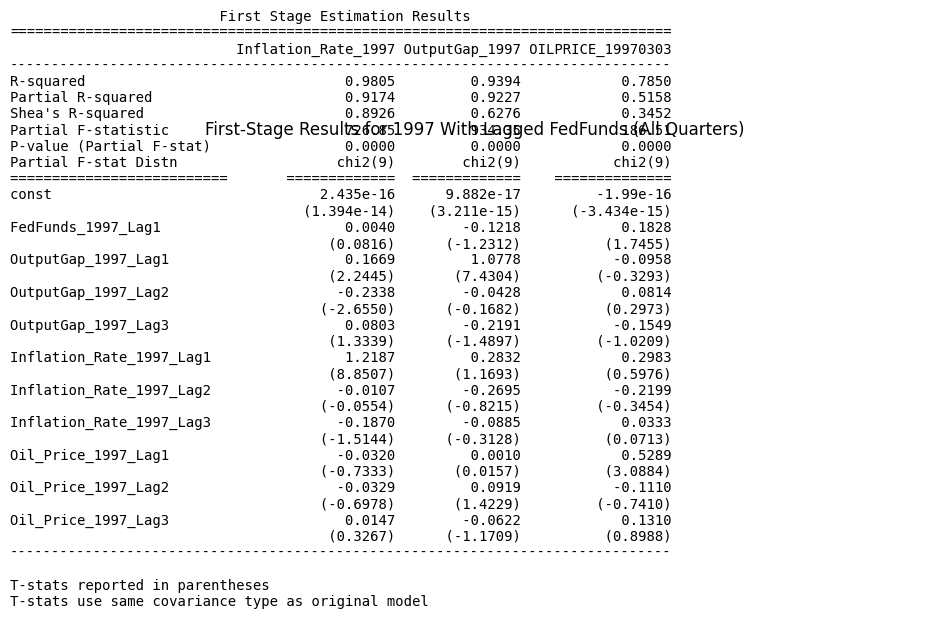 First Stage Estimation Results
================================================================================
Inflation_Rate_1997 OutputGap_1997 OILPRICE_19970303
--------------------------------------------------------------------------------
R-squared 0.9805 0.9394 0.7850
Partial R-squared 0.9174 0.9227 0.5158
Shea's R-squared 0.8926 0.6276 0.3452
Partial F-statistic
First-Stage Results for 1997 With Lagged FedFunds (All Quarters)
P-value (Partial F-stat) 0.0000 0.0000 0.0000
Partial F-stat Distn chi2(9) chi2(9) chi2(9)
========================== ============= ============= ==============
const 2.435e-16 9.882e-17 -1.99e-16
(1.394e-14) (3.211e-15) (-3.434e-15)
FedFunds_1997_Lag1 0.0040 -0.1218 0.1828
(0.0816) (-1.2312) (1.7455)
OutputGap_1997_Lag1 0.1669 1.0778 -0.0958
(2.2445) (7.4304) (-0.3293)
OutputGap_1997_Lag2 -0.2338 -0.0428 0.0814
(-2.6550) (-0.1682) (0.2973)
OutputGap_1997_Lag3 0.0803 -0.2191 -0.1549
(1.3339) (-1.4897) (-1.0209)
Inflation_Rate_1997_Lag1 1.2187 0.2832 0.2983
(8.8507) (1.1693) (0.5976)
Inflation_Rate_1997_Lag2 -0.0107 -0.2695 -0.2199
(-0.0554) (-0.8215) (-0.3454)
Inflation_Rate_1997_Lag3 -0.1870 -0.0885 0.0333
(-1.5144) (-0.3128) (0.0713)
Oil_Price_1997_Lag1 -0.0320 0.0010 0.5289
(-0.7333) (0.0157) (3.0884)
Oil_Price_1997_Lag2 -0.0329 0.0919 -0.1110
(-0.6978) (1.4229) (-0.7410)
Oil_Price_1997_Lag3 0.0147 -0.0622 0.1310
(0.3267) (-1.1709) (0.8988)
--------------------------------------------------------------------------------
T-stats reported in parentheses
T-stats use same covariance type as original model